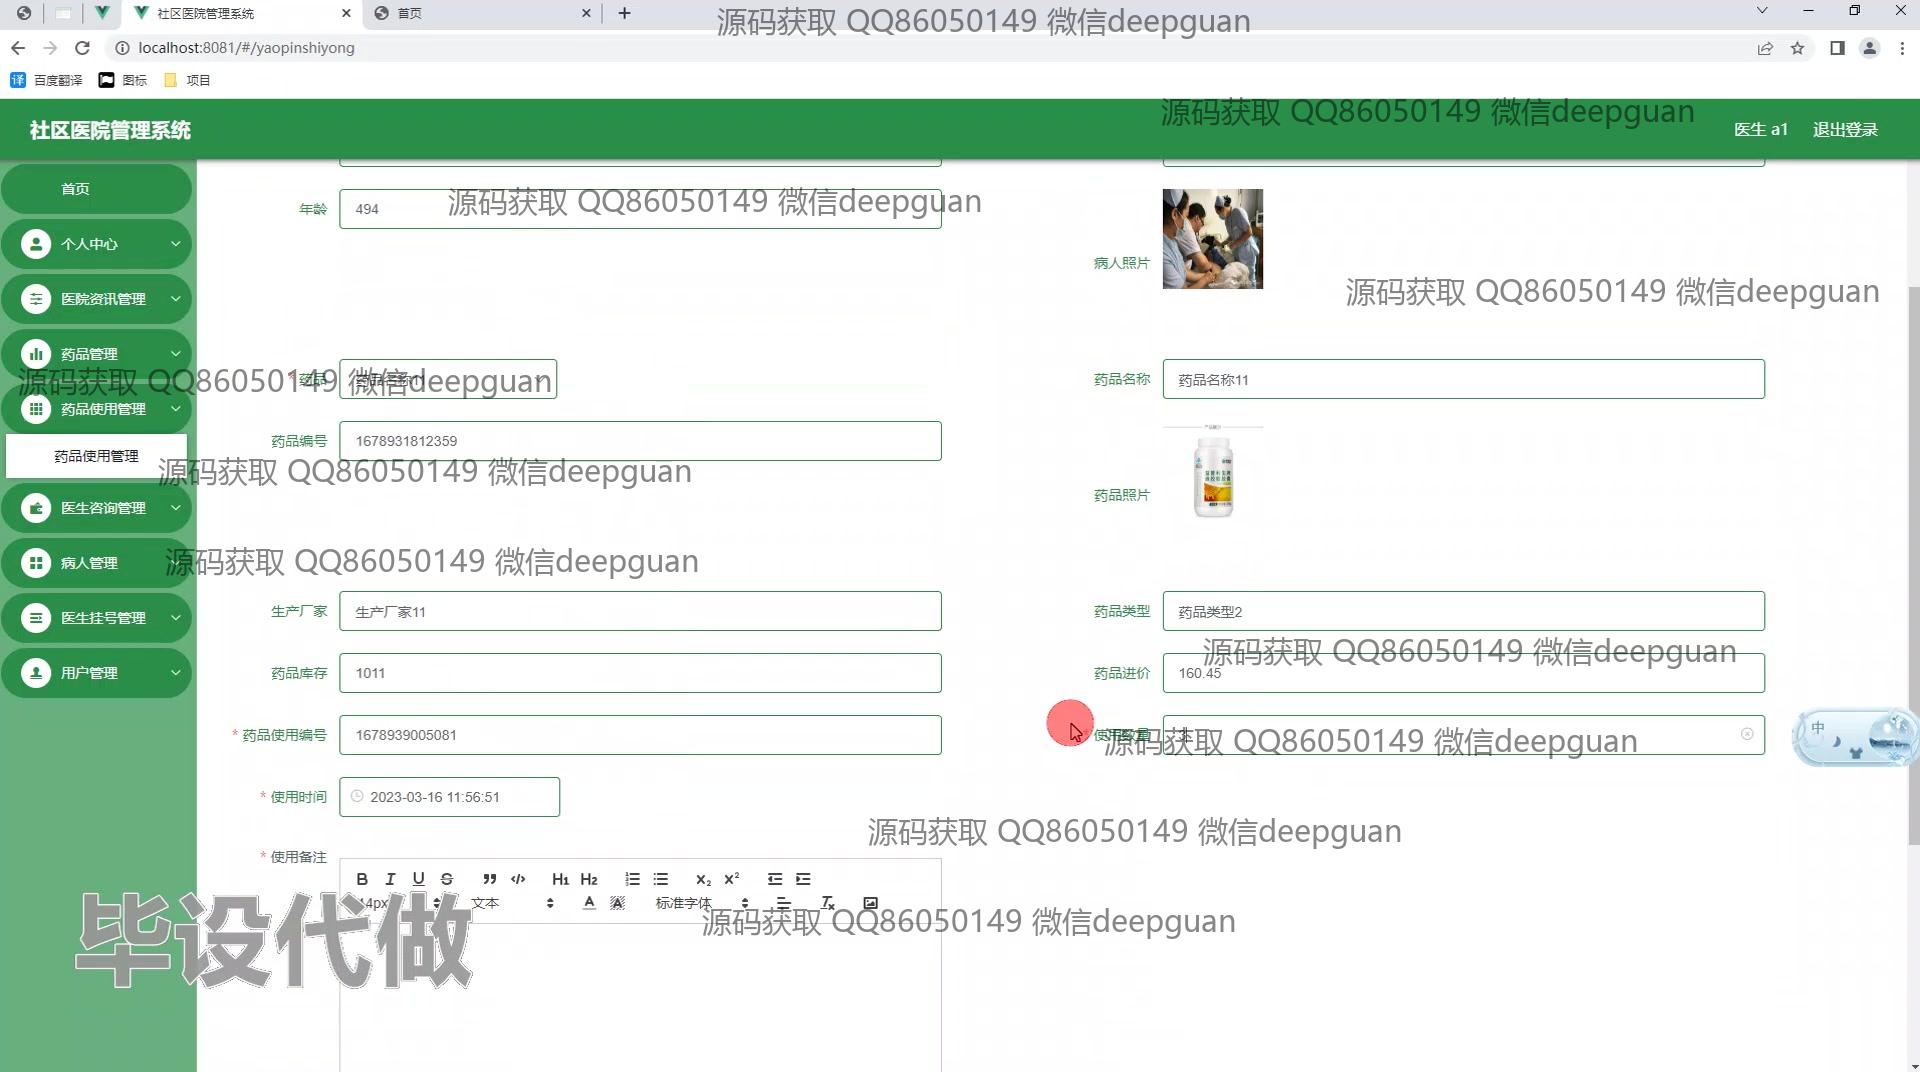 社区医院管理系统
首页
源码获取 QQ86050149 微信deepguan
localhost:8081/#/yaopinshiyong
译 百度翻译 图标 项目
社区医院管理系统
源码获取 QQ86050149 微信deepguan
医生 a1 退出登录
首页
个人中心
医院资讯管理
药品管理
药品使用管理
药品使用管理
医生咨询管理
病人管理
医生挂号管理
用户管理
年龄 494
源码获取 QQ86050149 微信deepguan
病人照片
源码获取 QQ86050149 微信deepguan
源码获取 QQ86050149 微信deepguan
药品名称 药品名称11
药品编号 1678931812359
源码获取 QQ86050149 微信deepguan
药品照片
源码获取 QQ86050149 微信deepguan
生产厂家 生产厂家11
药品类型 药品类型2
源码获取 QQ86050149 微信deepguan
药品库存 1011
药品进价 160.45
* 药品使用编号 1678939005081
使用数量
源码获取 QQ86050149 微信deepguan
中
* 使用时间 2023-03-16 11:56:51
源码获取 QQ86050149 微信deepguan
* 使用备注
B I U S H1 H2 X2 X2
14px 文本 A A 标准字体 Tx
源码获取 QQ86050149 微信deepguan
毕设代做